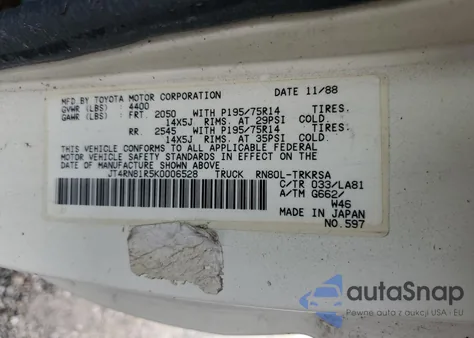 MFD.BY TOYOTA MOTOR CORPORATION DATE 11/88
GVWR (LBS) : 4400
GAWR (LBS) : FRT. 2050 WITH P195/75R14 TIRES.
14X5J RIMS. AT 29PSI COLD.
RR. 2545 WITH P195/75R14 TIRES.
14X5J RIMS. AT 35PSI COLD.
THIS VEHICLE CONFORMS TO ALL APPLICABLE FEDERAL
MOTOR VEHICLE SAFETY STANDARDS IN EFFECT ON THE
DATE OF MANUFACTURE SHOWN ABOVE.
JT4RN81R5K0006528 TRUCK RN80L-TRKRSA
C/TR 033/LA81
A/TM G662/
W46
MADE IN JAPAN
NO.597
autoSnap
Pewne auta z aukcji USA - EU